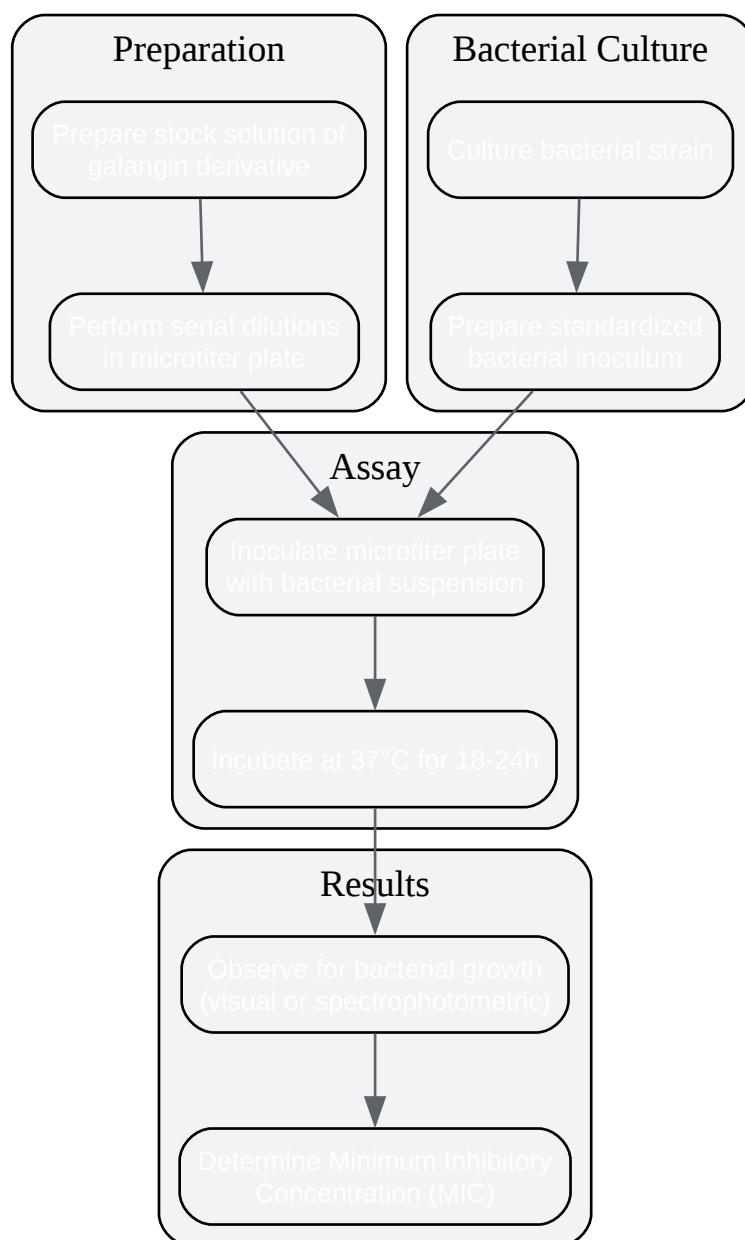 Preparation
Prepare stock solution of
galangin derivative
Perform serial dilutions
in microtiter plate
Bacterial Culture
Culture bacterial strain
Prepare standardized
bacterial inoculum
Assay
Inoculate microtiter plate
with bacterial suspension
Incubate at 37°C for 18-24h
Results
Observe for bacterial growth
(visual or spectrophotometric)
Determine Minimum Inhibitory
Concentration (MIC)